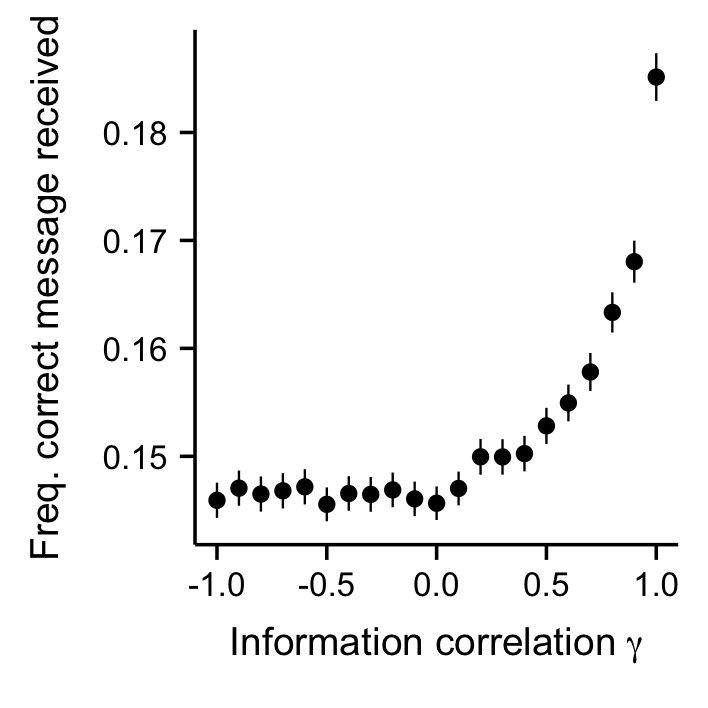 Freq. correct message received
0.18
0.17
0.16
0.15
-1.0 -0.5 0.0 0.5 1.0
Information correlation γ